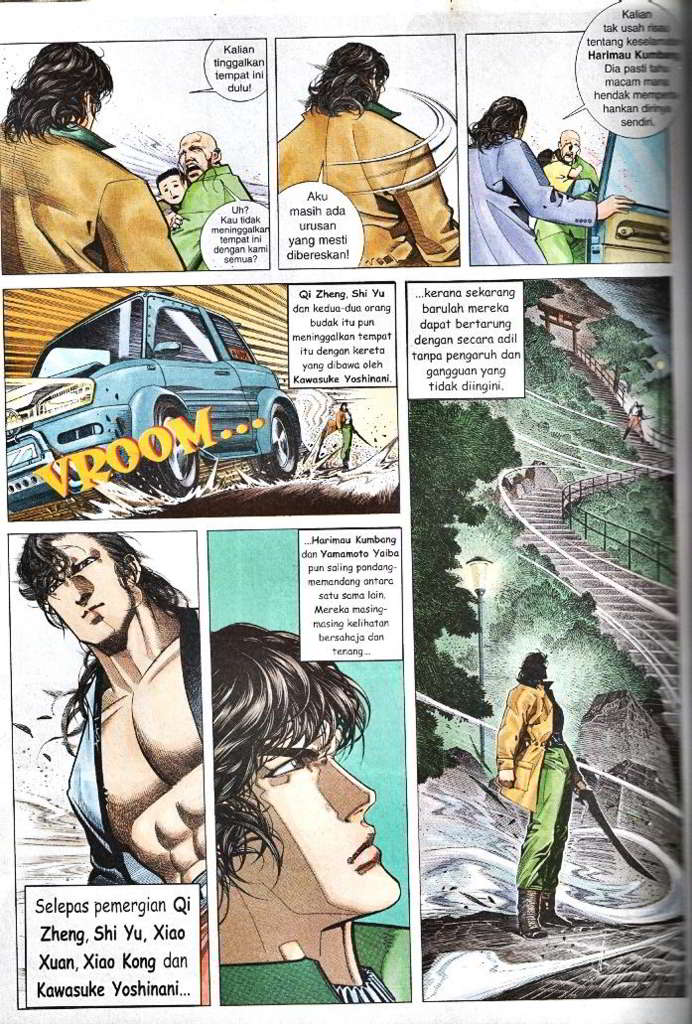 Kalian
tinggalkan
tempat ini
dulu!
Uh?
Kau tidak
meninggalkan
tempat ini
dengan kami
semua?
Aku
masih ada
urusan
yang mesti
dibereskan!
Kalian
tak usah risau
tentang keselamatan
Harimau Kumbang.
Dia pasti tahu
macam mana
hendak memperta-
hankan dirinya
sendiri.
Qi Zheng, Shi Yu
dan kedua-dua orang
budak itu pun
meninggalkan tempat
itu dengan kereta
yang dibawa oleh
Kawasuke Yoshinani.
VROOM...
...kerana sekarang
barulah mereka
dapat bertarung
dengan secara adil
tanpa pengaruh dan
gangguan yang
tidak diingini.
Selepas pemergian Qi
Zheng, Shi Yu, Xiao
Xuan, Xiao Kong dan
Kawasuke Yoshinani...
...Harimau Kumbang
dan Yamamoto Yaiba
pun saling pandang-
memandang antara
satu sama lain.
Mereka masing-
masing kelihatan
bersahaja dan
terang...